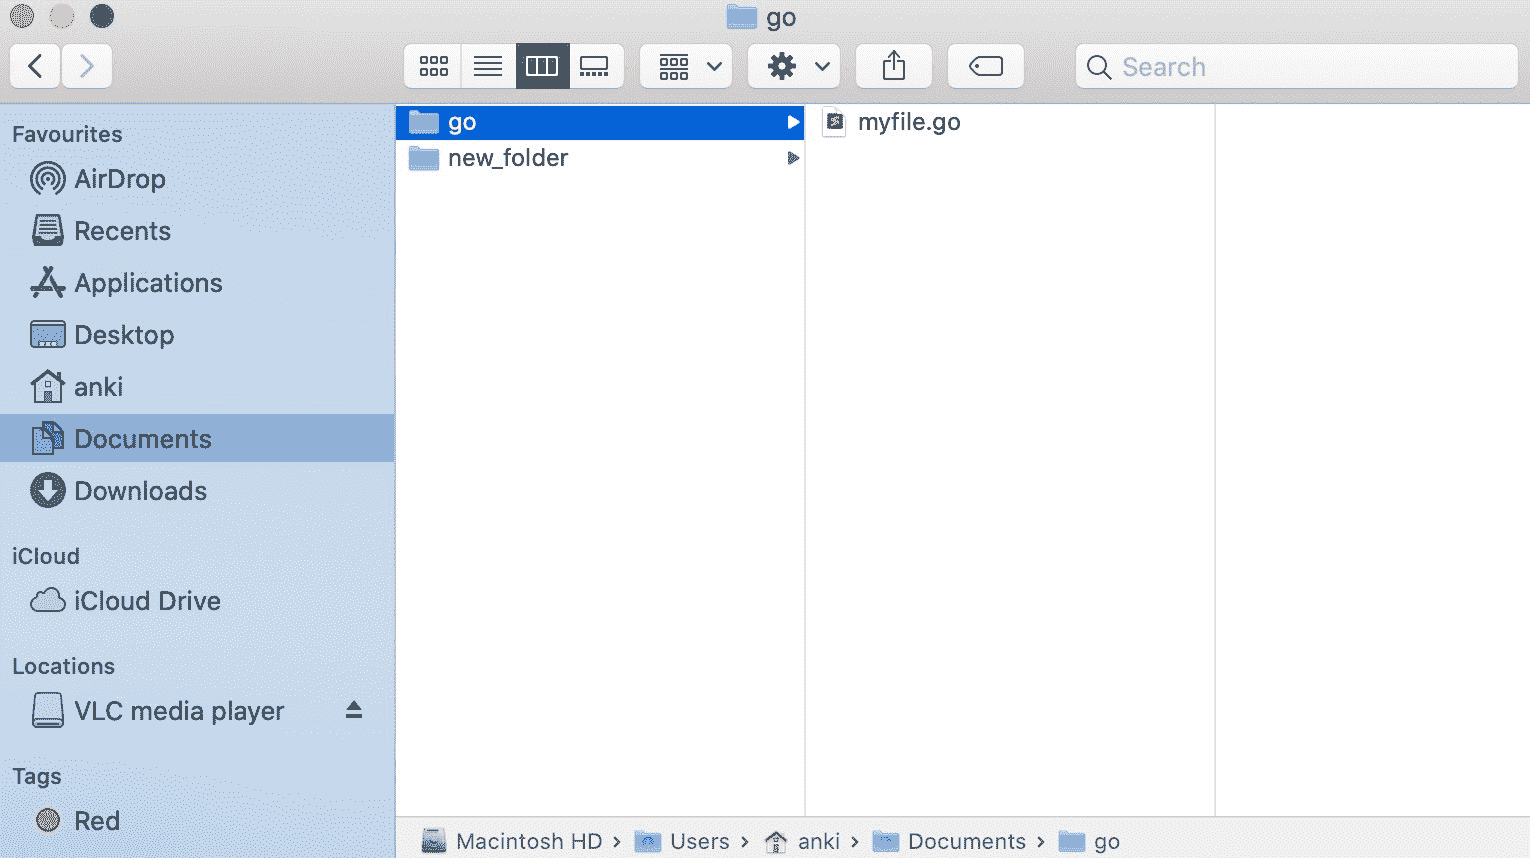 go
Search
Favourites
AirDrop
Recents
Applications
Desktop
anki
Documents
Downloads
iCloud
iCloud Drive
Locations
VLC media player
Tags
Red
go
new_folder
myfile.go
Macintosh HD › Users › anki › Documents › go